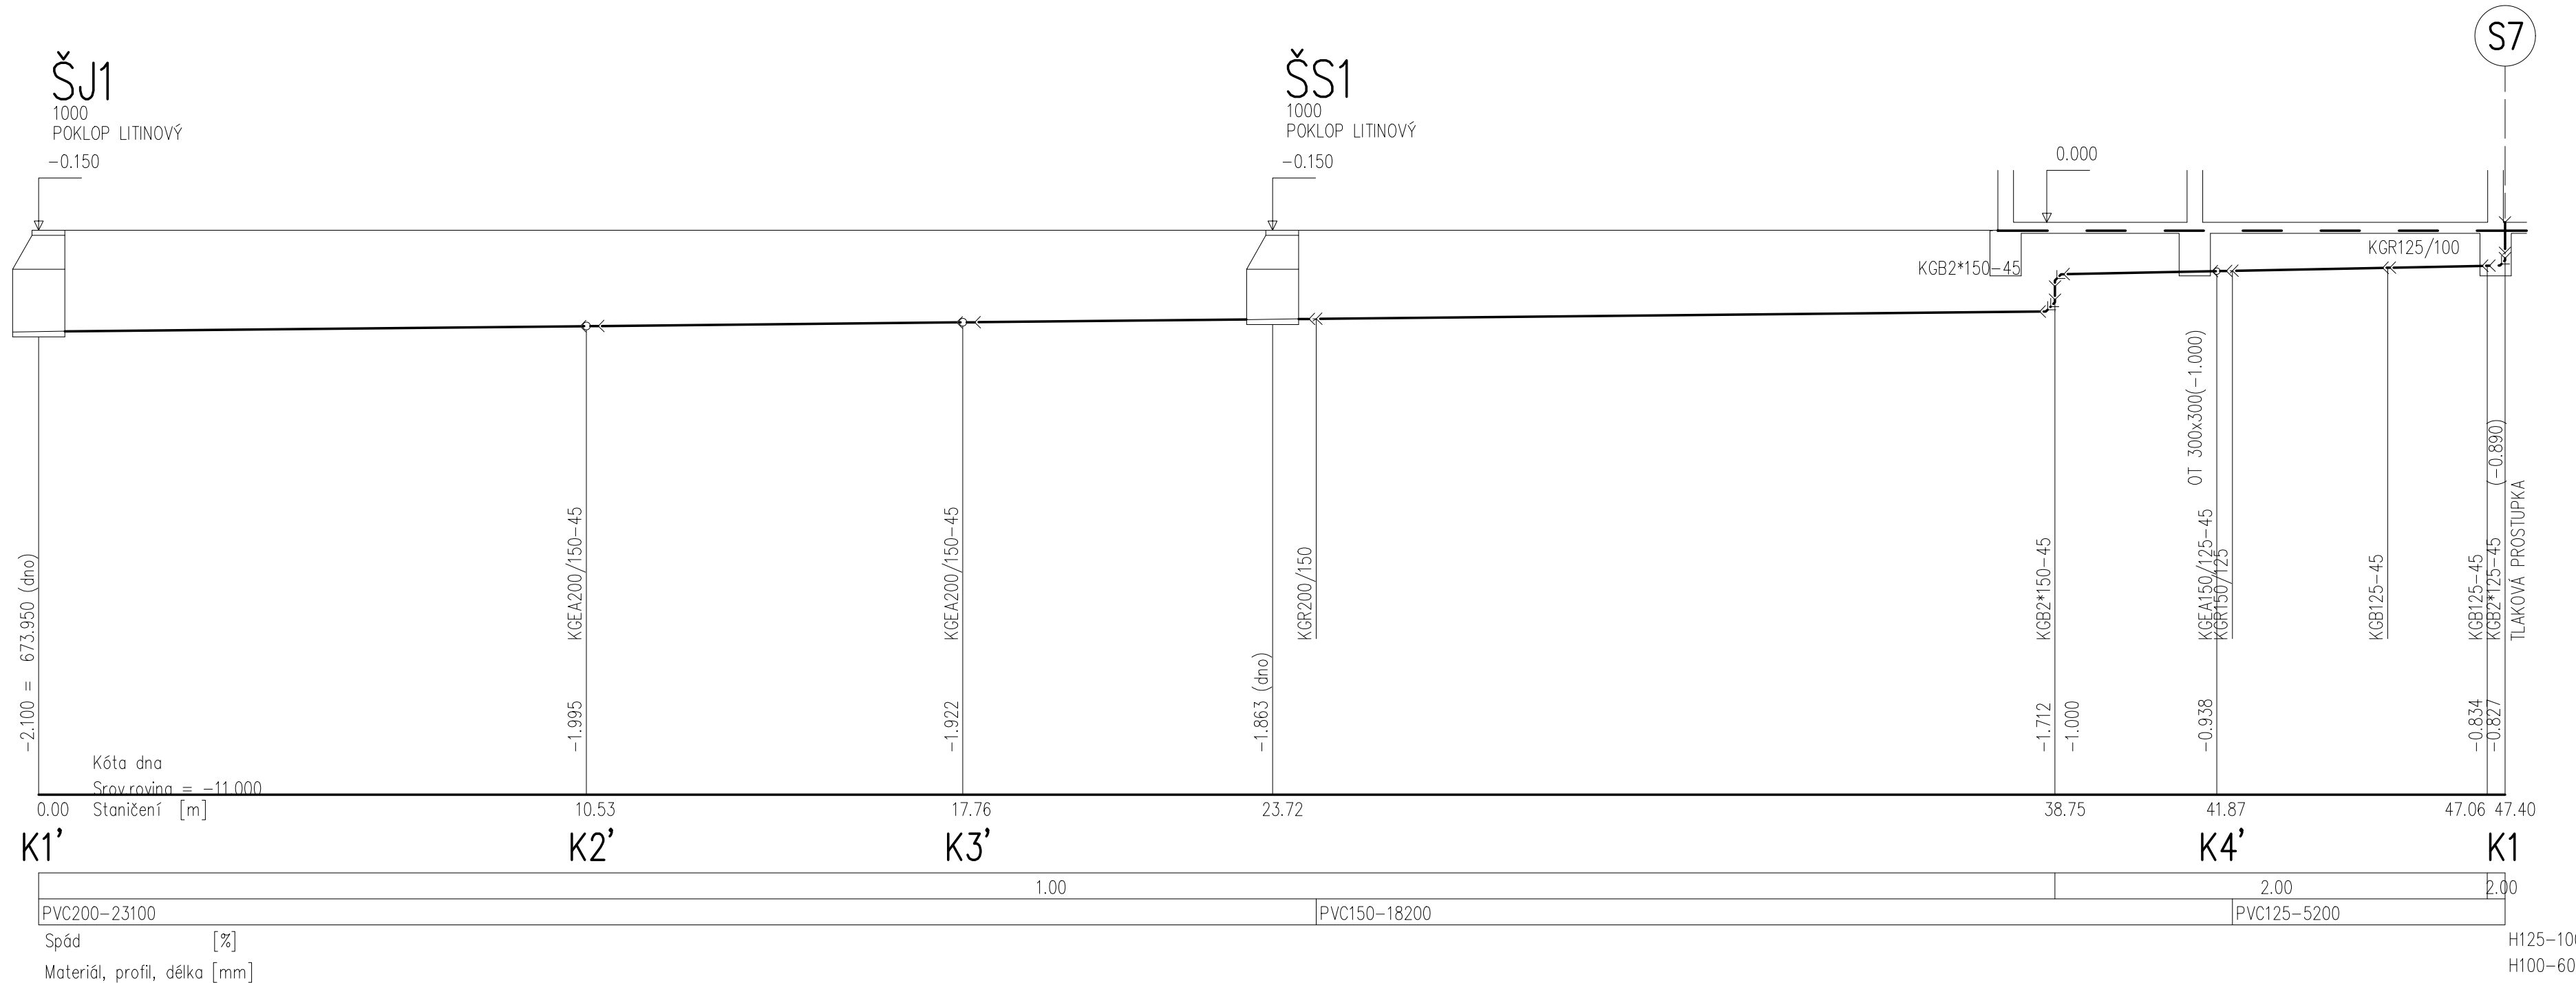 S7
ŠJ1
1000
POKLOP LITINOVÝ
-0.150
ŠS1
1000
POKLOP LITINOVÝ
-0.150
0.000
KGB2*150-45
KGR125/100
-2.100 = 673.950 (dno)
KGEA200/150-45
-1.995
KGEA200/150-45
-1.922
-1.863 (dno)
KGR200/150
KGB2*150-45
-1.712
-1.000
OT 300x300(-1.000)
KGEA150/125-45
KGR150/125
-0.938
KGB125-45
KGB125-45
-0.834
(-0.890)
KGB2*125-45
-0.827
TLAKOVÁ PROSTUPKA
Kóta dna
Srov.rovina = -11.000
0.00 Staničení [m] 10.53 17.76 23.72 38.75 41.87 47.06 47.40
K1' K2' K3' K4' K1
1.00 2.00 2.00
PVC200-23100 PVC150-18200 PVC125-5200
Spád [%]
H125-100
Materiál, profil, délka [mm]
H100-60